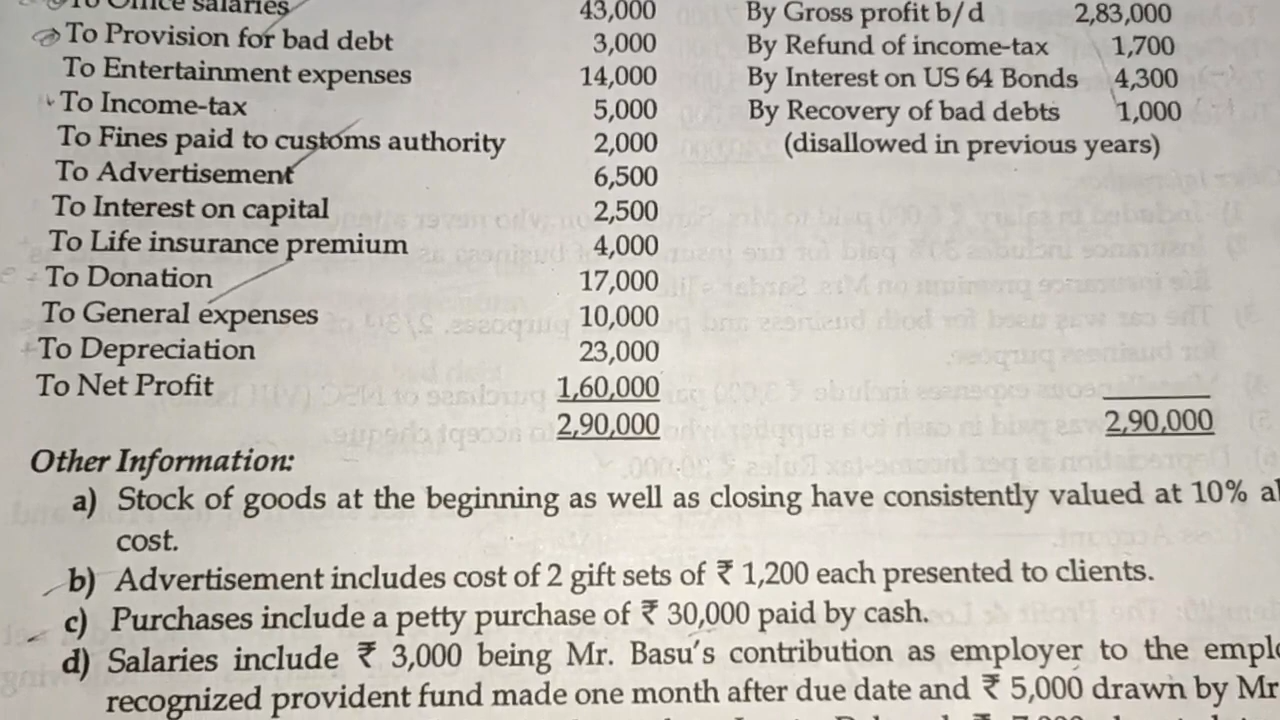 To Office salaries 43,000 By Gross profit b/d 2,83,000
To Provision for bad debt 3,000 By Refund of income-tax 1,700
To Entertainment expenses 14,000 By Interest on US 64 Bonds 4,300
To Income-tax 5,000 By Recovery of bad debts 1,000
To Fines paid to customs authority 2,000 (disallowed in previous years)
To Advertisement 6,500
To Interest on capital 2,500
To Life insurance premium 4,000
To Donation 17,000
To General expenses 10,000
To Depreciation 23,000
To Net Profit 1,60,000
2,90,000 2,90,000
Other Information:
a) Stock of goods at the beginning as well as closing have consistently valued at 10%
cost.
b) Advertisement includes cost of 2 gift sets of ₹ 1,200 each presented to clients.
c) Purchases include a petty purchase of ₹ 30,000 paid by cash.
d) Salaries include ₹ 3,000 being Mr. Basu's contribution as employer to the
recognized provident fund made one month after due date and ₹ 5,000 drawn by Mr